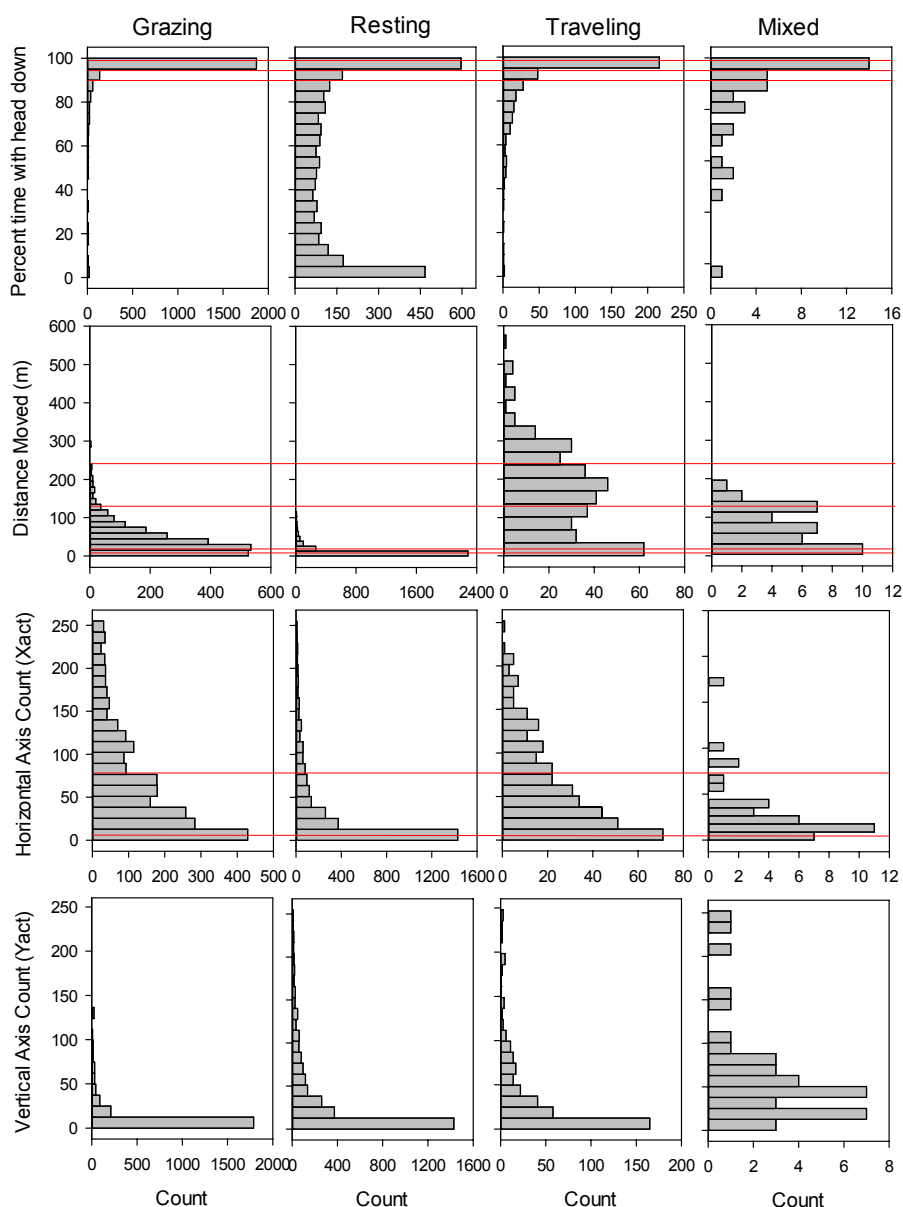 Grazing Resting Traveling Mixed
Percent time with head down
100
80
60
40
20
0
0 500 1000 1500 2000 0 150 300 450 600 0 50 100 150 200 250 0 4 8 12 16
Distance Moved (m)
600
500
400
300
200
100
0
0 200 400 600 0 800 1600 2400 0 20 40 60 80 0 2 4 6 8 10 12
Horizontal Axis Count (Xact)
250
200
150
100
50
0
0 100 200 300 400 500 0 400 800 1200 1600 0 20 40 60 80 0 2 4 6 8 10 12
Vertical Axis Count (Yact)
250
200
150
100
50
0
0 500 1000 1500 2000 0 400 800 1200 1600 0 50 100 150 200 0 2 4 6 8
Count Count Count Count